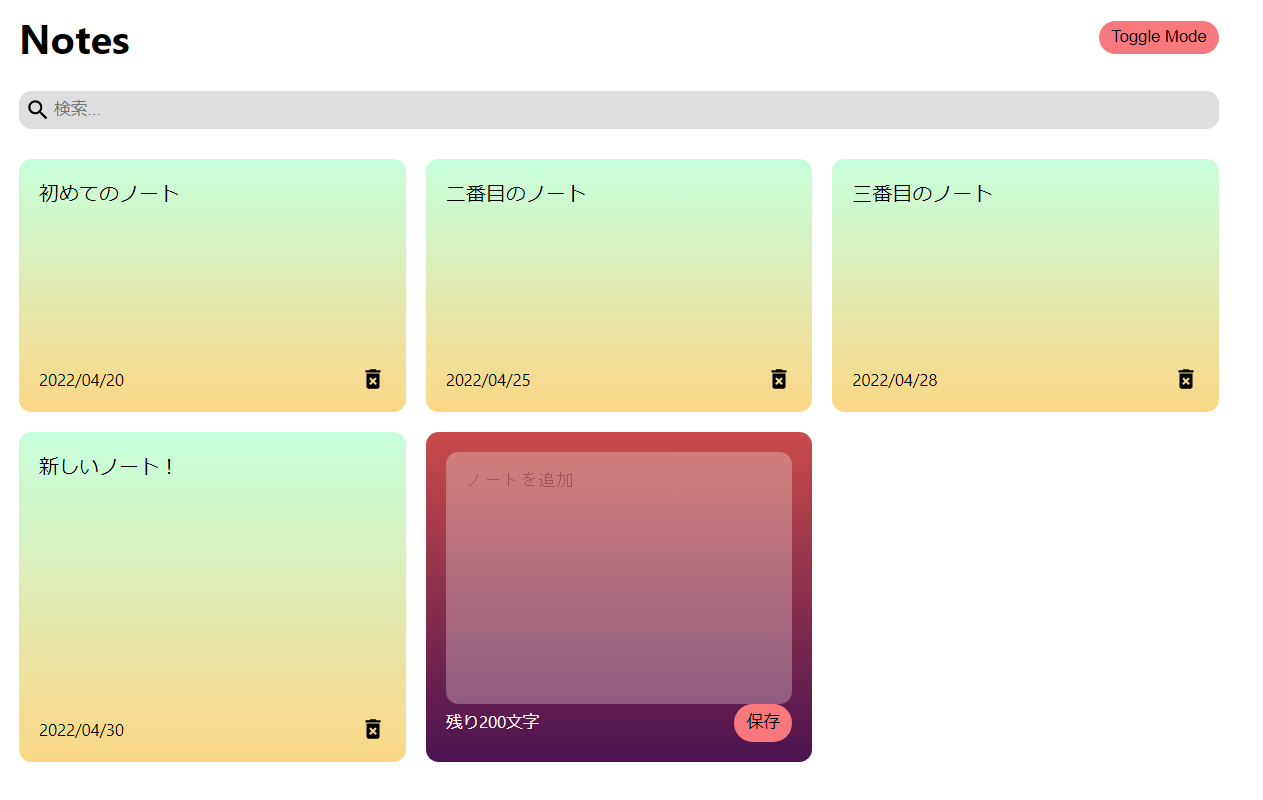 Notes
Toggle Mode
検索...
初めてのノート
二番目のノート
三番目のノート
2022/04/20
2022/04/25
2022/04/28
新しいノート！
ノートを追加
2022/04/30
残り200文字
保存